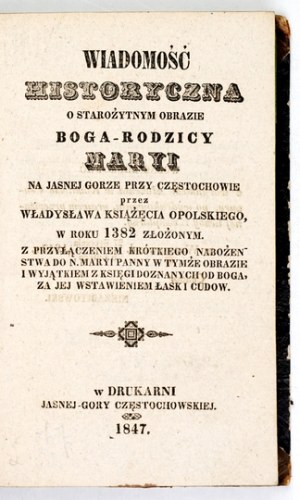 WIADOMOŚĆ
HISTORYCZNA
O STAROŻYTNYM OBRAZIE
BOGA-RODZICY
MARYI
NA JASNEJ GORZE PRZY CZĘSTOCHOWIE
przez
WŁADYSŁAWA KSIĄŻĘCIA OPOLSKIEGO,
W ROKU 1382 ZŁOŻONYM.
Z PRZYŁĄCZENIEM KRÓTKIEGO NABOŻEŃ
STWA DO N. MARYI PANNY W TYMŻE OBRAZIE
I WYJĄTKIEM Z KSIĘGI DOZNANYCH OD BOGA,
ZA JEJ WSTAWIENIEM ŁASK I CUDOW.
W DRUKARNI
JASNEJ-GORY CZĘSTOCHOWSKIEJ.
1847.